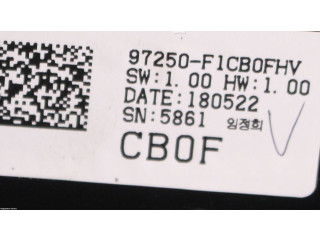 97250-F1CB0FHV
SW:1.00 HW:1.00
DATE:180522
SN:5861 임정희
CB0F